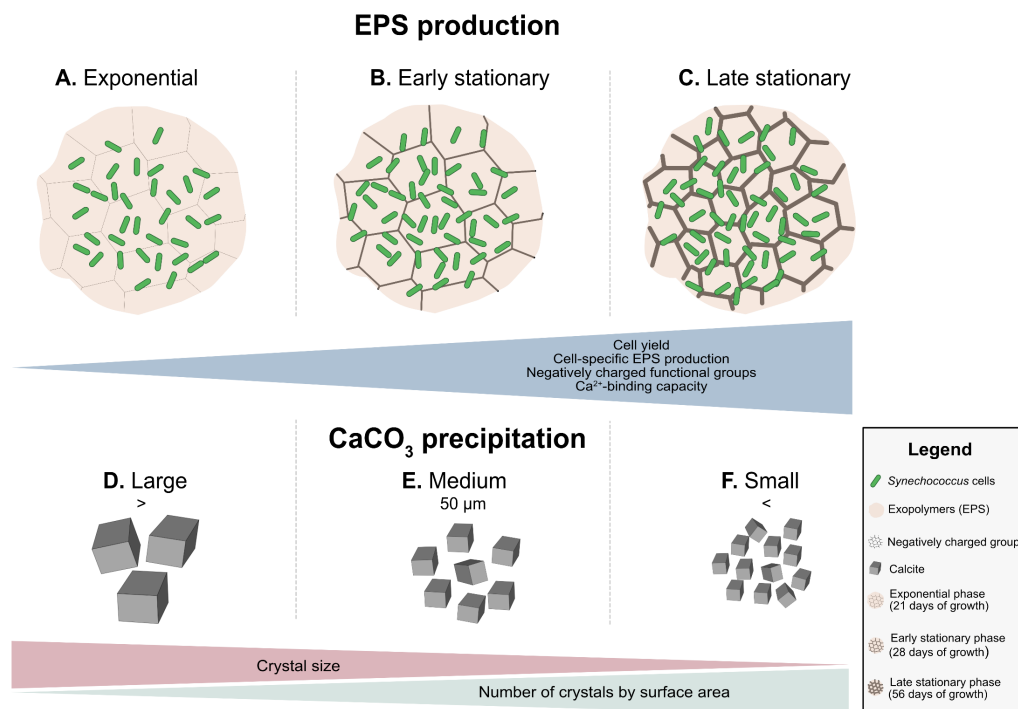 EPS production
A. Exponential
B. Early stationary
C. Late stationary
Cell yield
Cell-specific EPS production
Negatively charged functional groups
Ca²⁺-binding capacity
CaCO₃ precipitation
D. Large
>
E. Medium
50 µm
F. Small
<
Crystal size
Number of crystals by surface area
Legend
Synechococcus cells
Exopolymers (EPS)
Negatively charged group
Calcite
Exponential phase
(21 days of growth)
Early stationary phase
(28 days of growth)
Late stationary phase
(56 days of growth)